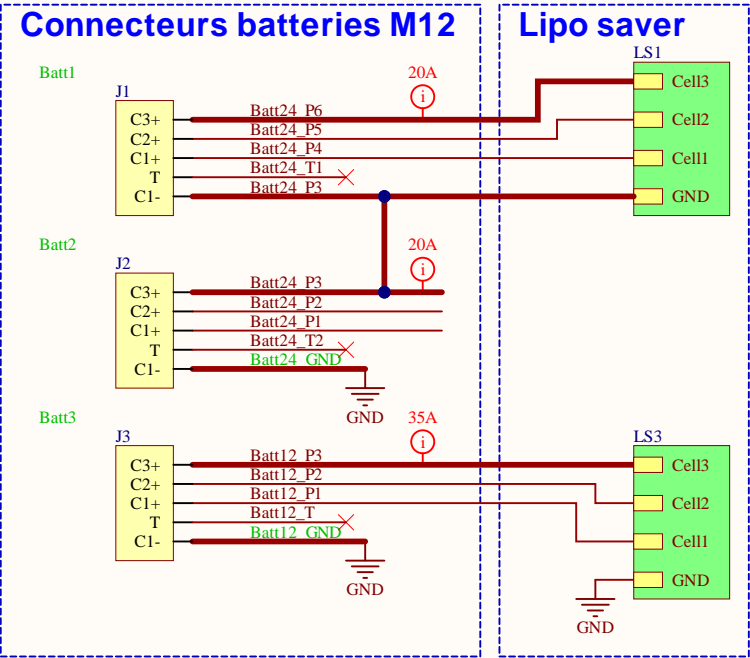 Connecteurs batteries M12
Lipo saver
Batt1
J1
C3+
C2+
C1+
T
C1-
Batt24_P6
Batt24_P5
Batt24_P4
Batt24_T1
Batt24_P3
20A
i
LS1
Cell3
Cell2
Cell1
GND
Batt2
J2
C3+
C2+
C1+
T
C1-
Batt24_P3
Batt24_P2
Batt24_P1
Batt24_T2
Batt24_GND
20A
i
GND
Batt3
J3
C3+
C2+
C1+
T
C1-
Batt12_P3
Batt12_P2
Batt12_P1
Batt12_T
Batt12_GND
35A
i
GND
LS3
Cell3
Cell2
Cell1
GND
GND